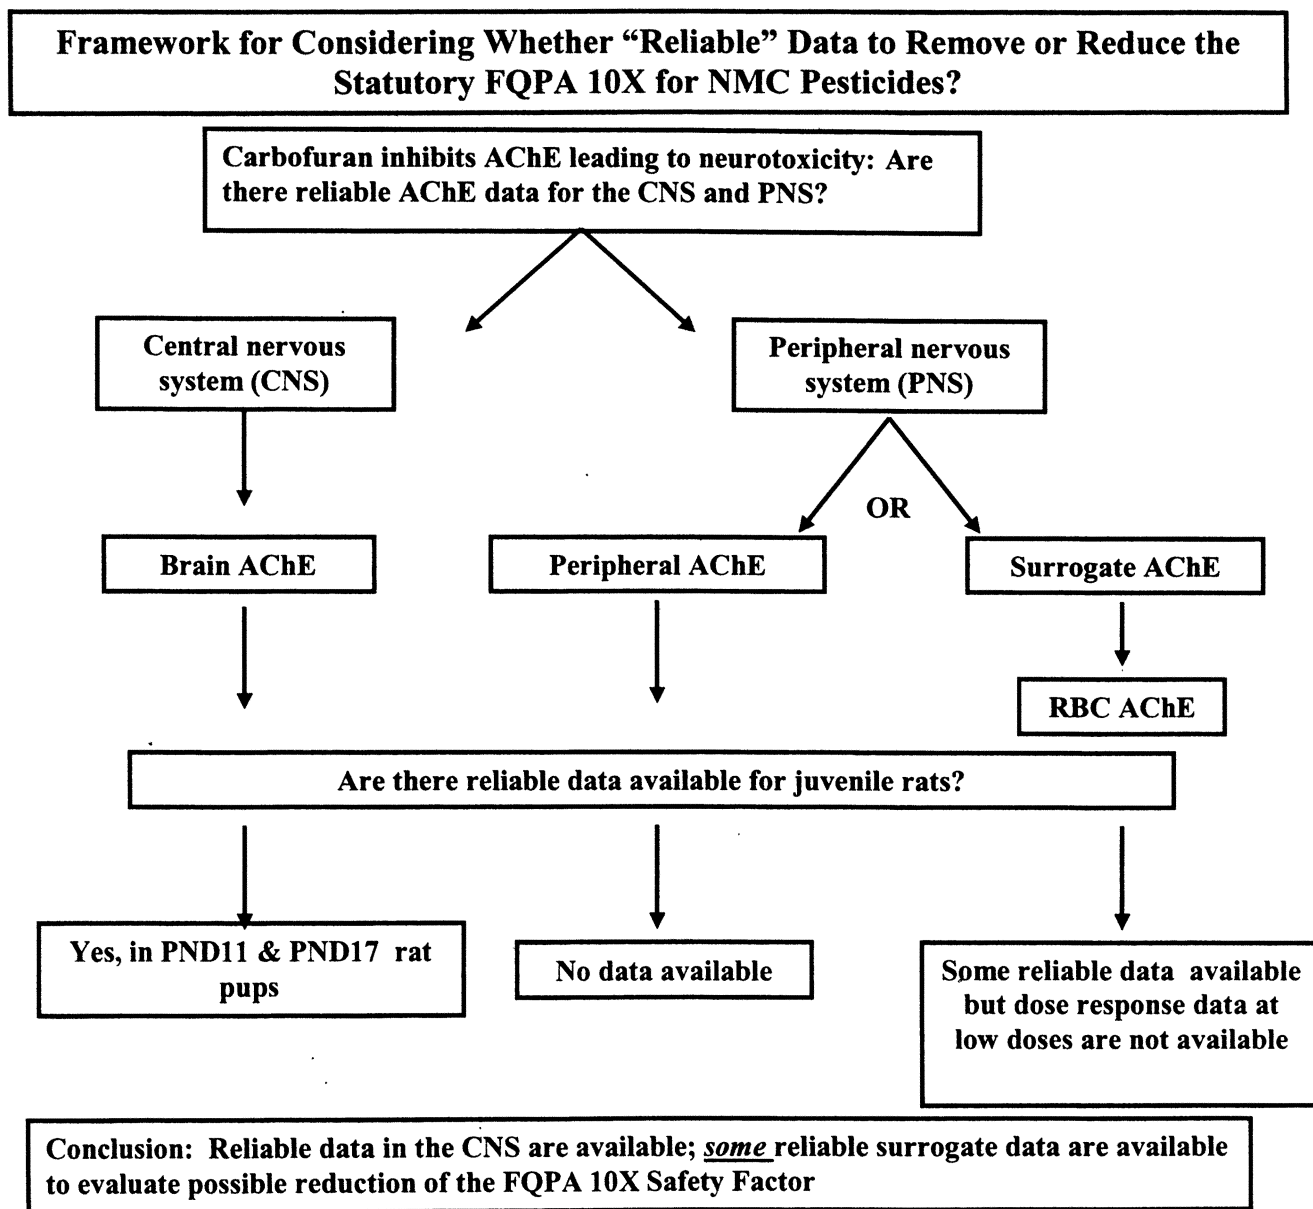 Framework for Considering Whether “Reliable” Data to Remove or Reduce the
Statutory FQPA 10X for NMC Pesticides?
Carbofuran inhibits AChE leading to neurotoxicity: Are
there reliable AChE data for the CNS and PNS?
Central nervous
system (CNS)
Peripheral nervous
system (PNS)
OR
Brain AChE
Peripheral AChE
Surrogate AChE
RBC AChE
Are there reliable data available for juvenile rats?
Yes, in PND11 & PND17 rat
pups
No data available
Some reliable data available
but dose response data at
low doses are not available
Conclusion: Reliable data in the CNS are available; some reliable surrogate data are available
to evaluate possible reduction of the FQPA 10X Safety Factor